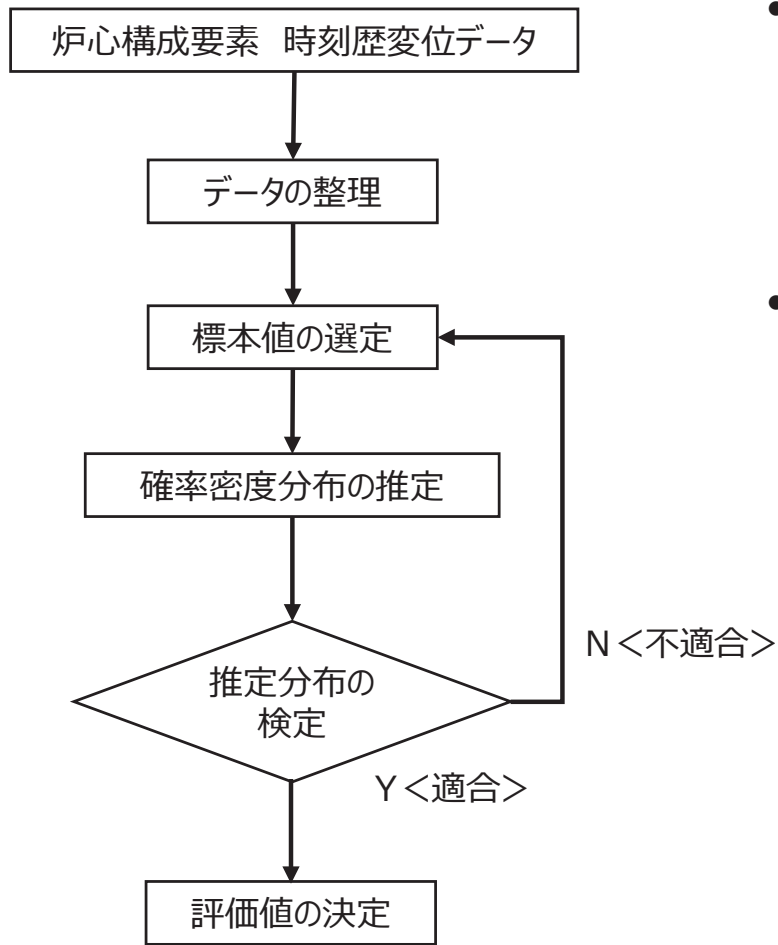 炉心構成要素 時刻歴変位データ
データの整理
標本値の選定
確率密度分布の推定
推定分布の
検定
N<不適合>
Y<適合>
評価値の決定